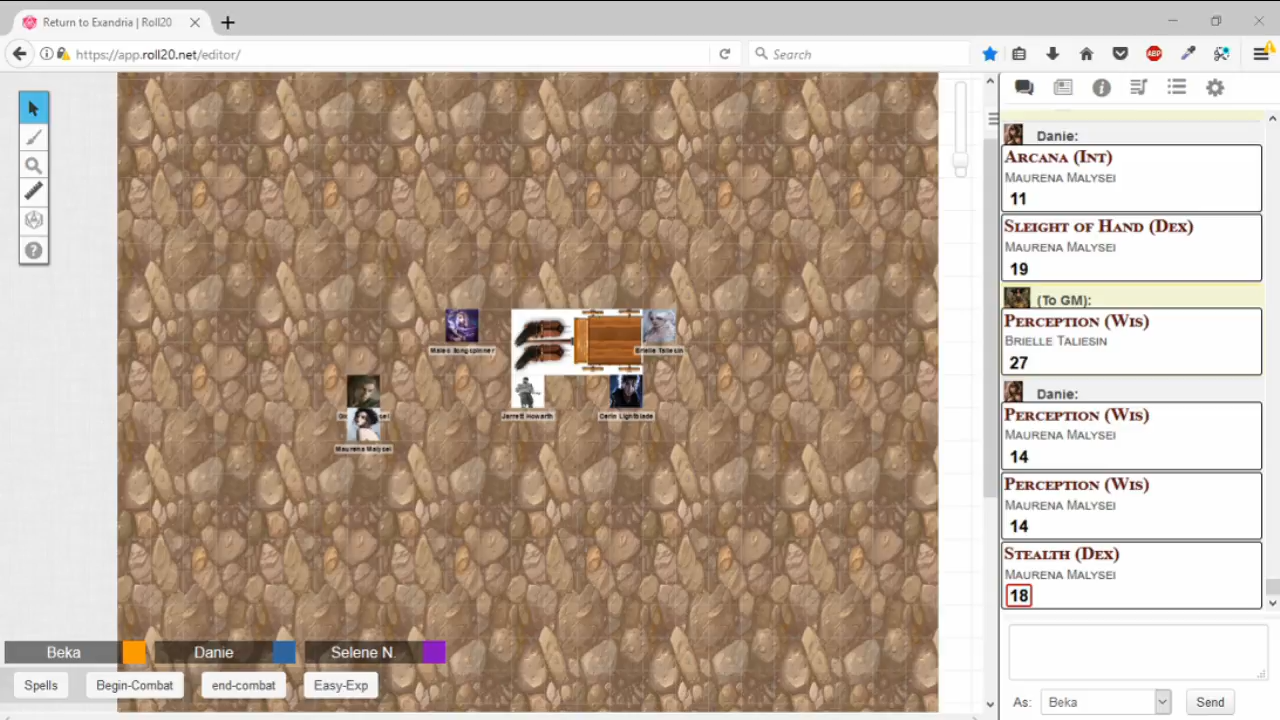 Return to Exandria | Roll20
https://app.roll20.net/editor/
Search
ABP
Danie:
ARCANA (INT)
MAURENA MALYSEI
11
SLEIGHT OF HAND (DEX)
MAURENA MALYSEI
19
(To GM):
PERCEPTION (WIS)
BRIELLE TALIESIN
27
Danie:
PERCEPTION (WIS)
MAURENA MALYSEI
14
PERCEPTION (WIS)
MAURENA MALYSEI
14
STEALTH (DEX)
MAURENA MALYSEI
18
Brielle Taliesin
Jarrett Howarth
Maurena Malysei
Beka
Danie
Selene N.
Spells
Begin-Combat
end-combat
Easy-Exp
As:
Beka
Send